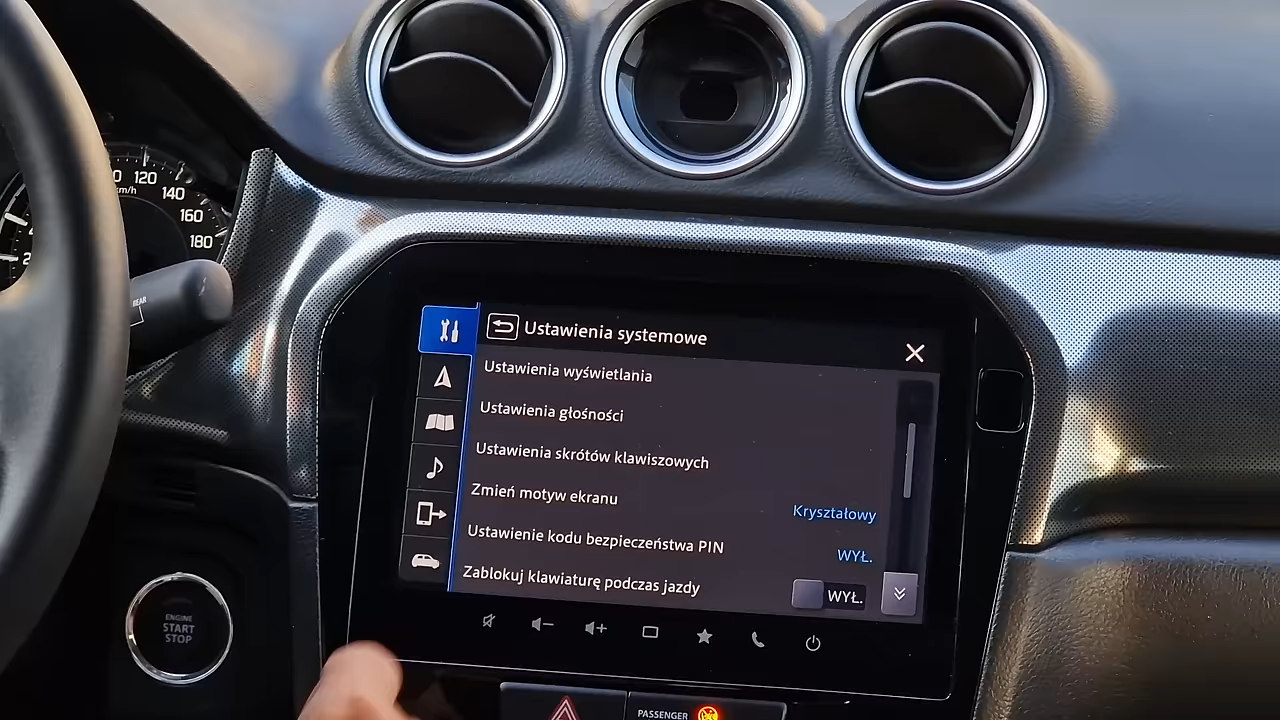 120
km/h
140
160
180
REAR
Ustawienia systemowe
Ustawienia wyświetlania
Ustawienia głośności
Ustawienia skrótów klawiszowych
Zmień motyw ekranu
Kryształowy
Ustawienie kodu bezpieczeństwa PIN
WYŁ.
Zablokuj klawiaturę podczas jazdy
WYŁ.
ENGINE
START
STOP
PASSENGER